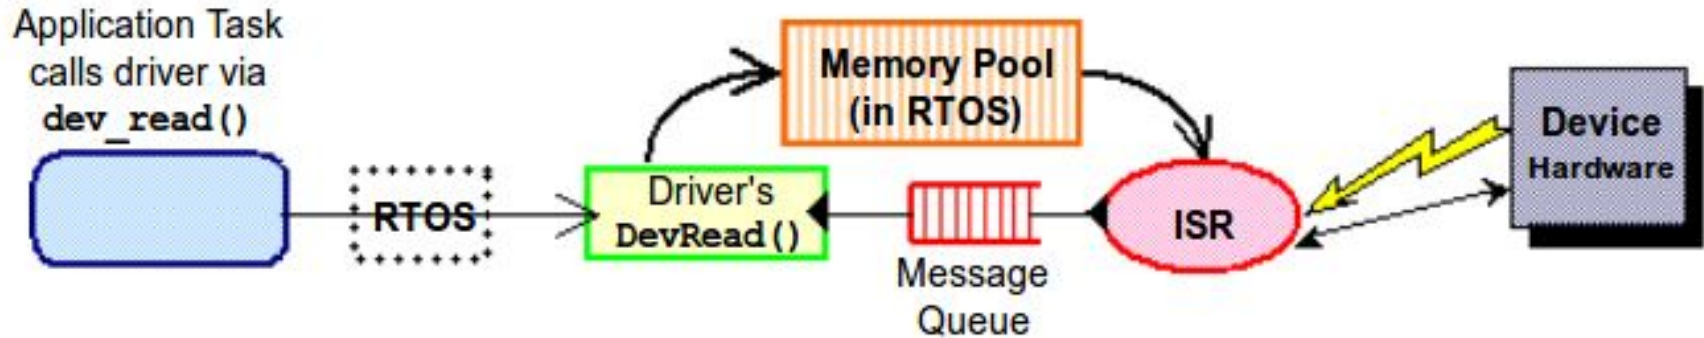 Application Task
calls driver via
dev_read()
RTOS
Driver's
DevRead()
Memory Pool
(in RTOS)
Message
Queue
ISR
Device
Hardware